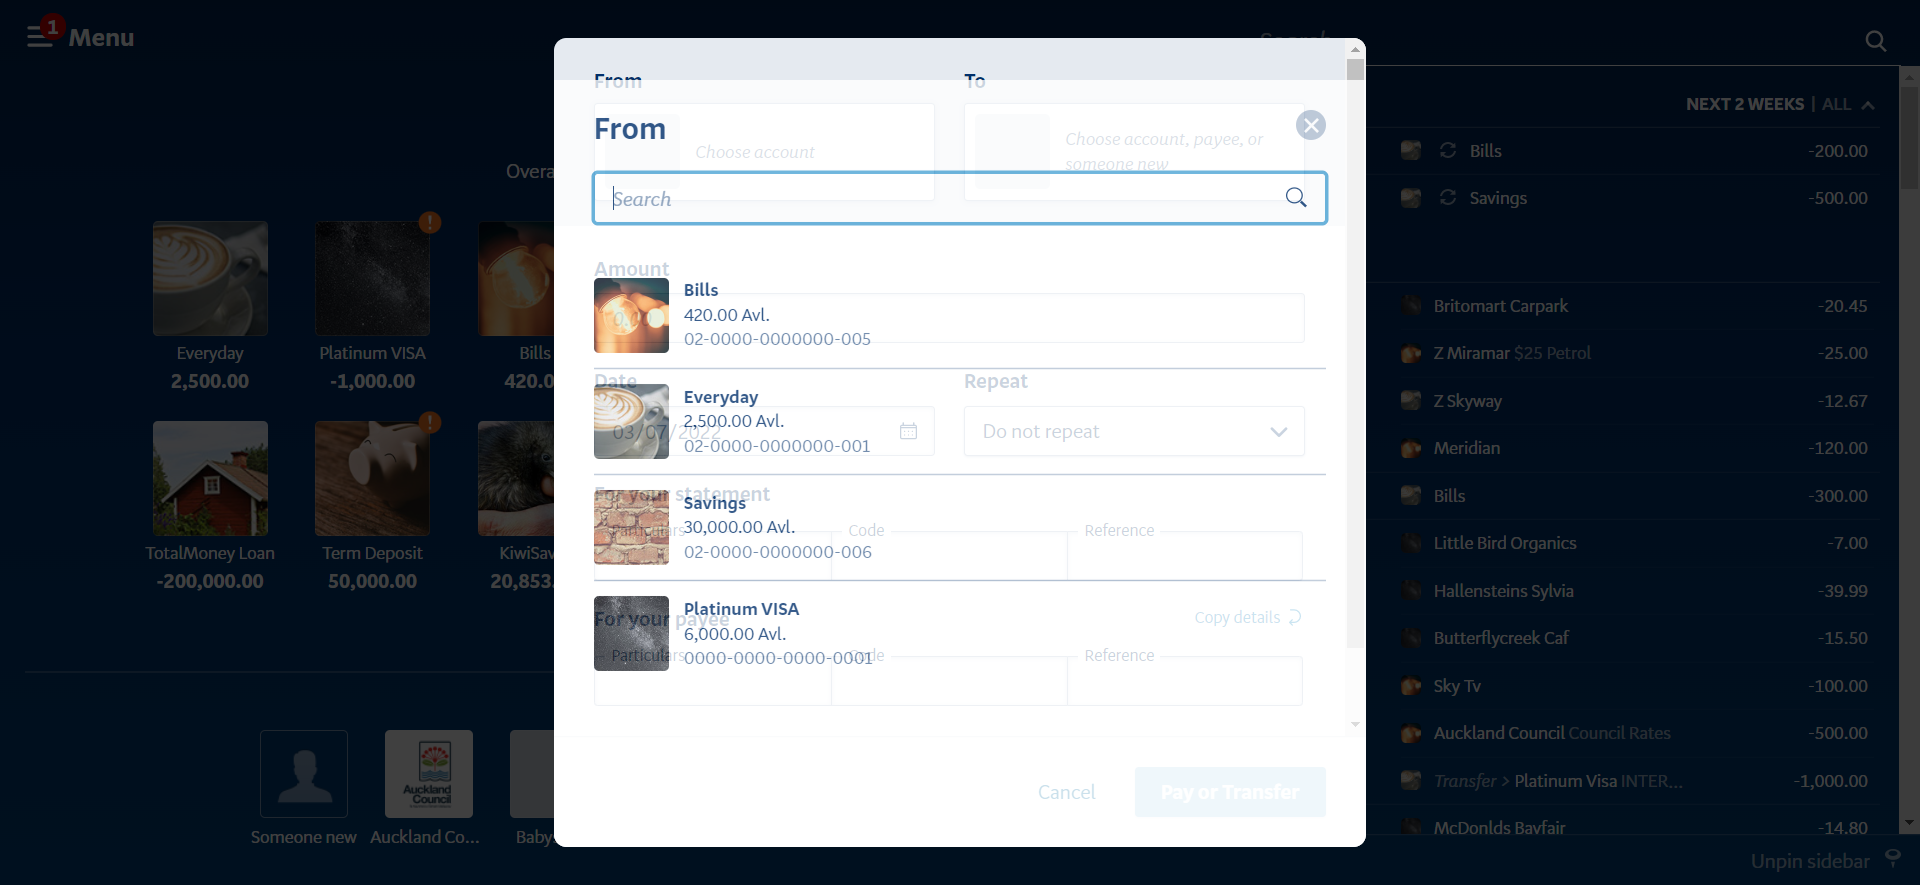 1
Menu
Search
From
To
From
Choose account
Choose account, payee, or
someone new
Search
Overa
Everyday
2,500.00
Platinum VISA
-1,000.00
Bills
420.0
TotalMoney Loan
-200,000.00
Term Deposit
50,000.00
KiwiSav
20,853.
Someone new
Auckland
Council
Auckland Co...
Baby
Amount
Bills
420.00 Avl.
02-0000-0000000-005
Date
Repeat
Everyday
2,500.00 Avl.
02-0000-0000000-001
03/07/2022
Do not repeat
For your statement
Savings
30,000.00 Avl.
02-0000-0000000-006
Particulars
Code
Reference
Platinum VISA
6,000.00 Avl.
0000-0000-0000-0001
For your payee
Copy details
Particulars
Code
Reference
Cancel
Pay or Transfer
NEXT 2 WEEKS | ALL
Bills -200.00
Savings -500.00
Britomart Carpark -20.45
Z Miramar $25 Petrol -25.00
Z Skyway -12.67
Meridian -120.00
Bills -300.00
Little Bird Organics -7.00
Hallensteins Sylvia -39.99
Butterflycreek Caf -15.50
Sky Tv -100.00
Auckland Council Council Rates -500.00
Transfer > Platinum Visa INTER... -1,000.00
McDonlds Bayfair -14.80
Unpin sidebar